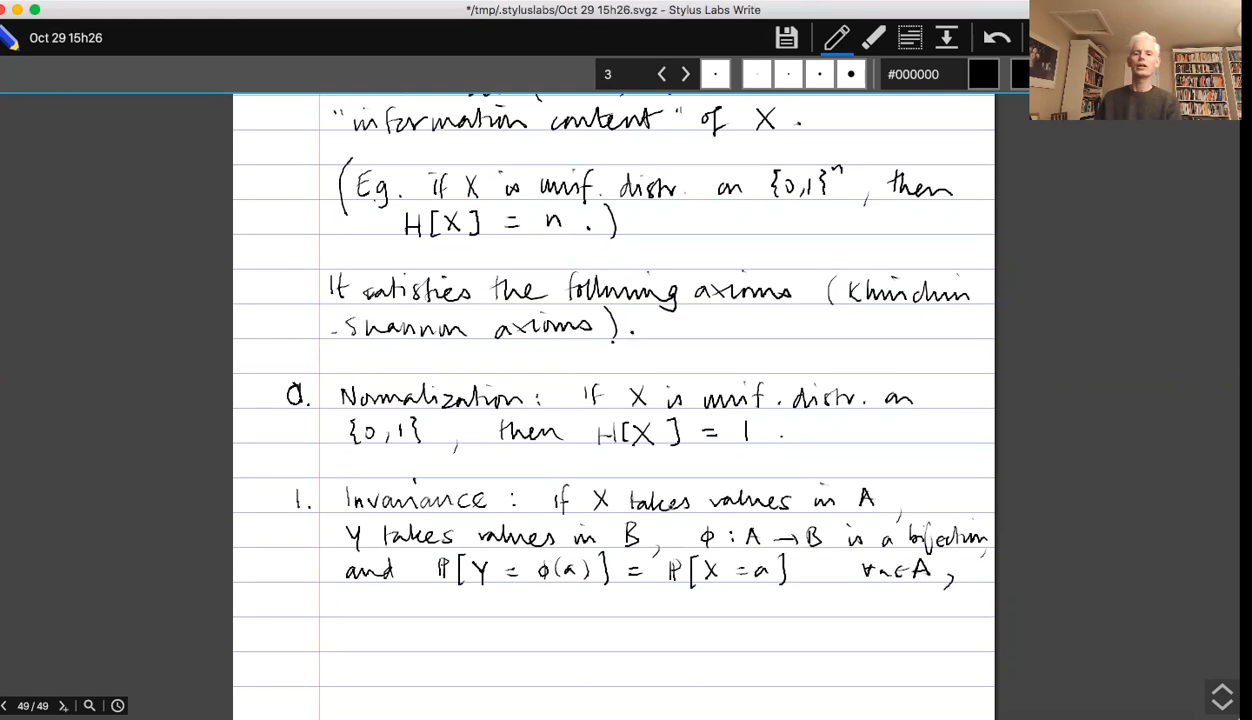 */tmp/.styluslabs/Oct 29 15h26.svgz - Stylus Labs Write
Oct 29 15h26
3
#000000
"information content" of X .
(E.g. if X is unif. distr. on {0,1}ⁿ , then
H[X] = n . )
It satisfies the following axioms (Khinchin
-Shannon axioms).
0. Normalization : If X is unif. distr. on
{0,1} , then H[X] = 1 .
1. Invariance : if X takes values in A ,
Y takes values in B , ϕ : A → B is a bijection,
and ℙ[Y = ϕ(a)] = ℙ[X = a] ∀a∈A ,
49/49